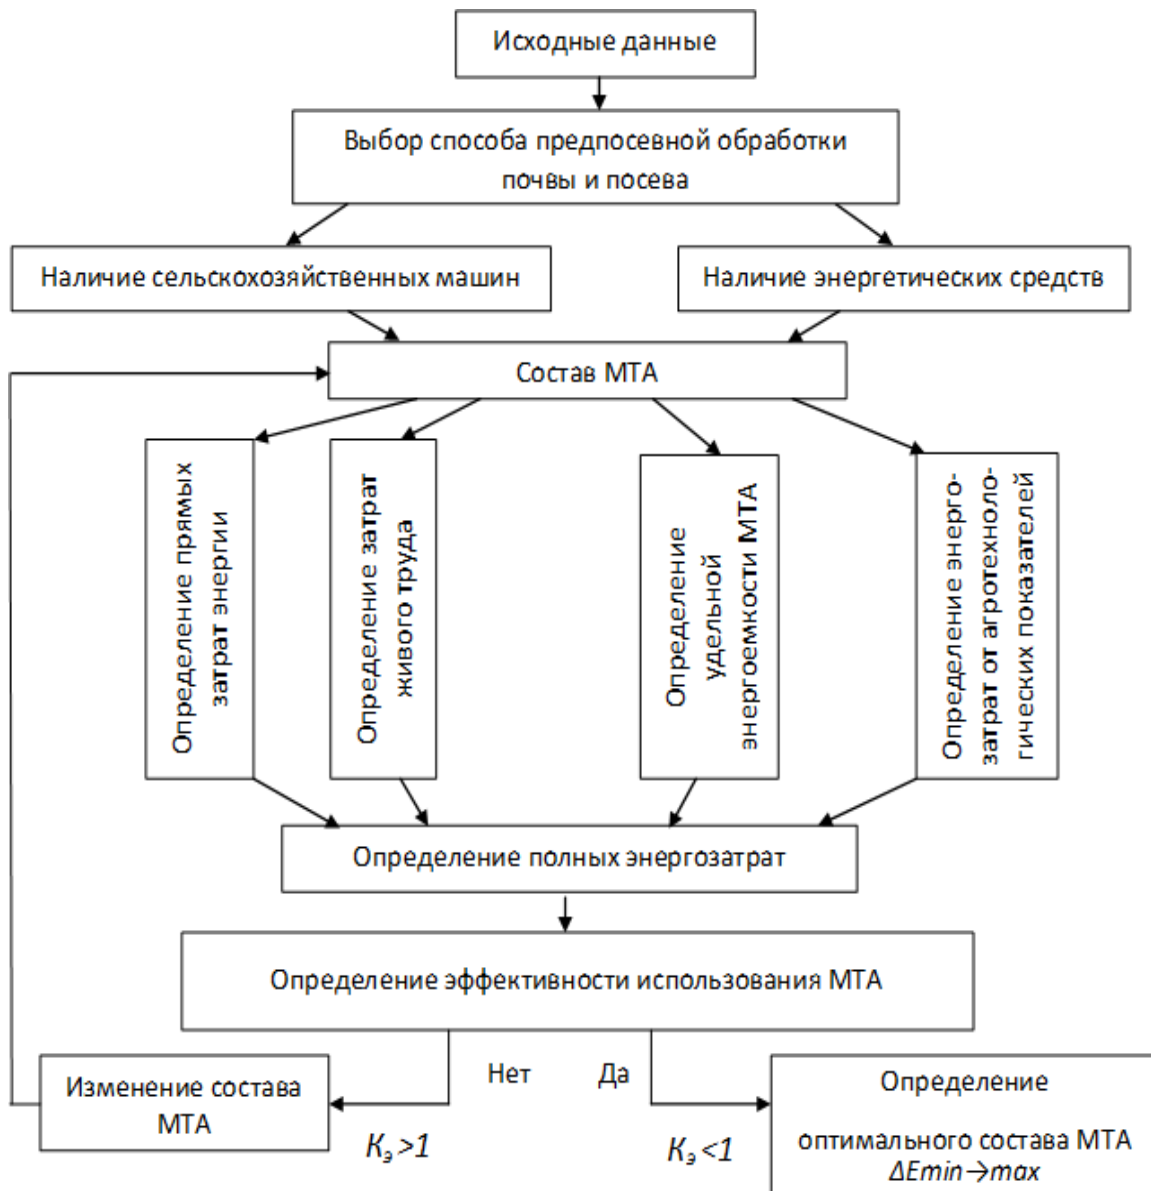 Исходные данные
Выбор способа предпосевной обработки
почвы и посева
Наличие сельскохозяйственных машин
Наличие энергетических средств
Состав МТА
Определение прямых
затрат энергии
Определение затрат
живого труда
Определение
удельной
энергоемкости МТА
Определение энерго-
затрат от агротехноло-
гических показателей
Определение полных энергозатрат
Определение эффективности использования МТА
Нет
Да
Изменение состава
МТА
Kэ >1
Kэ <1
Определение
оптимального состава МТА
ΔEmin→max